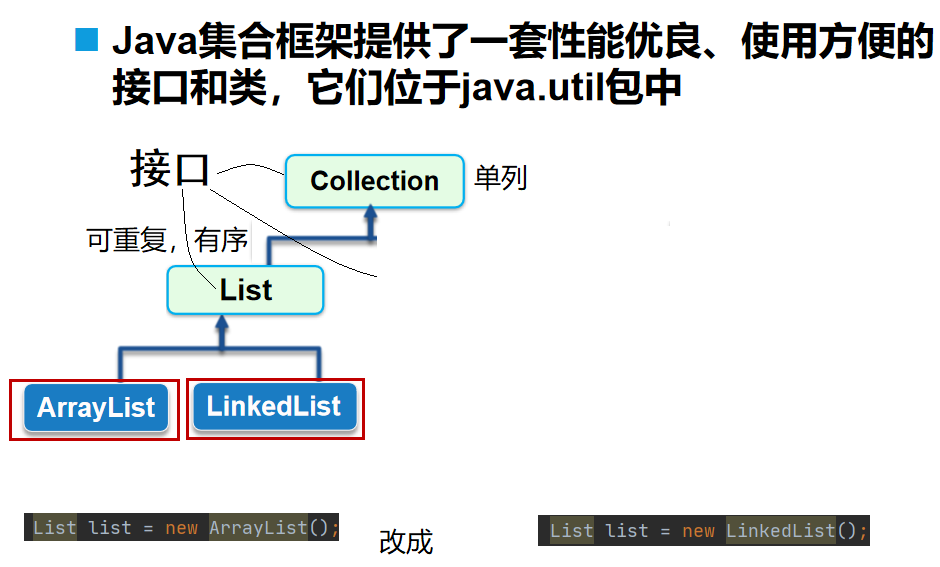 Java集合框架提供了一套性能优良、使用方便的
接口和类，它们位于java.util包中
接口
Collection
单列
可重复，有序
List
ArrayList
LinkedList
List list = new ArrayList();
改成
List list = new LinkedList();